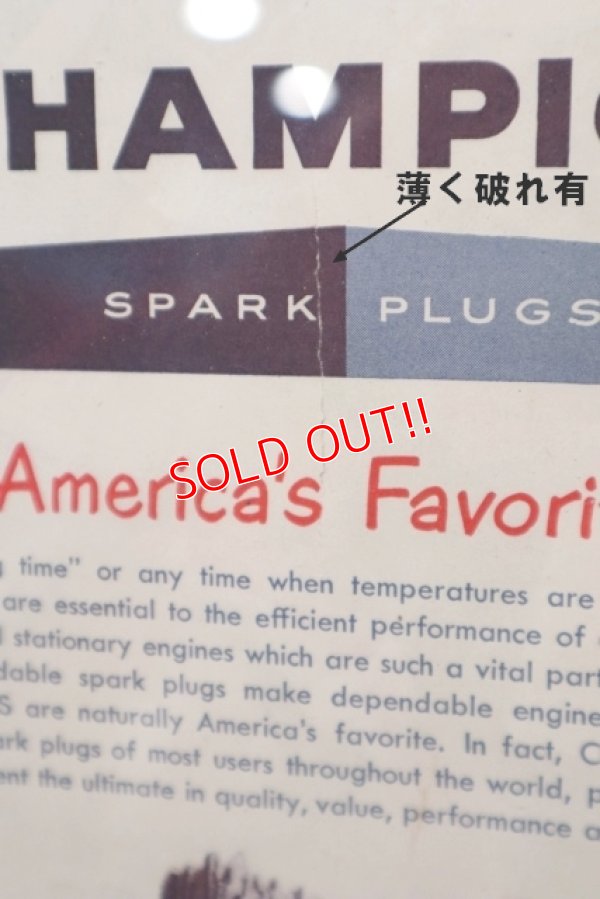 HAMPI
薄く破れ有
SPARK PLUGS
SOLD OUT!!
America's Favori
time" or any time when temperatures are
are essential to the efficient performance of
stationary engines which are such a vital part
dable spark plugs make dependable engine
S are naturally America's favorite. In fact, C
ark plugs of most users throughout the world, p
ent the ultimate in quality, value, performance a